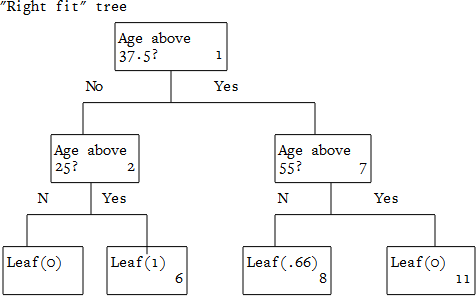 "Right fit" tree
Age above
37.5? 1
No Yes
Age above
25? 2
Age above
55? 7
N Yes
N Yes
Leaf(0)
Leaf(1)
6
Leaf(.66)
8
Leaf(0)
11